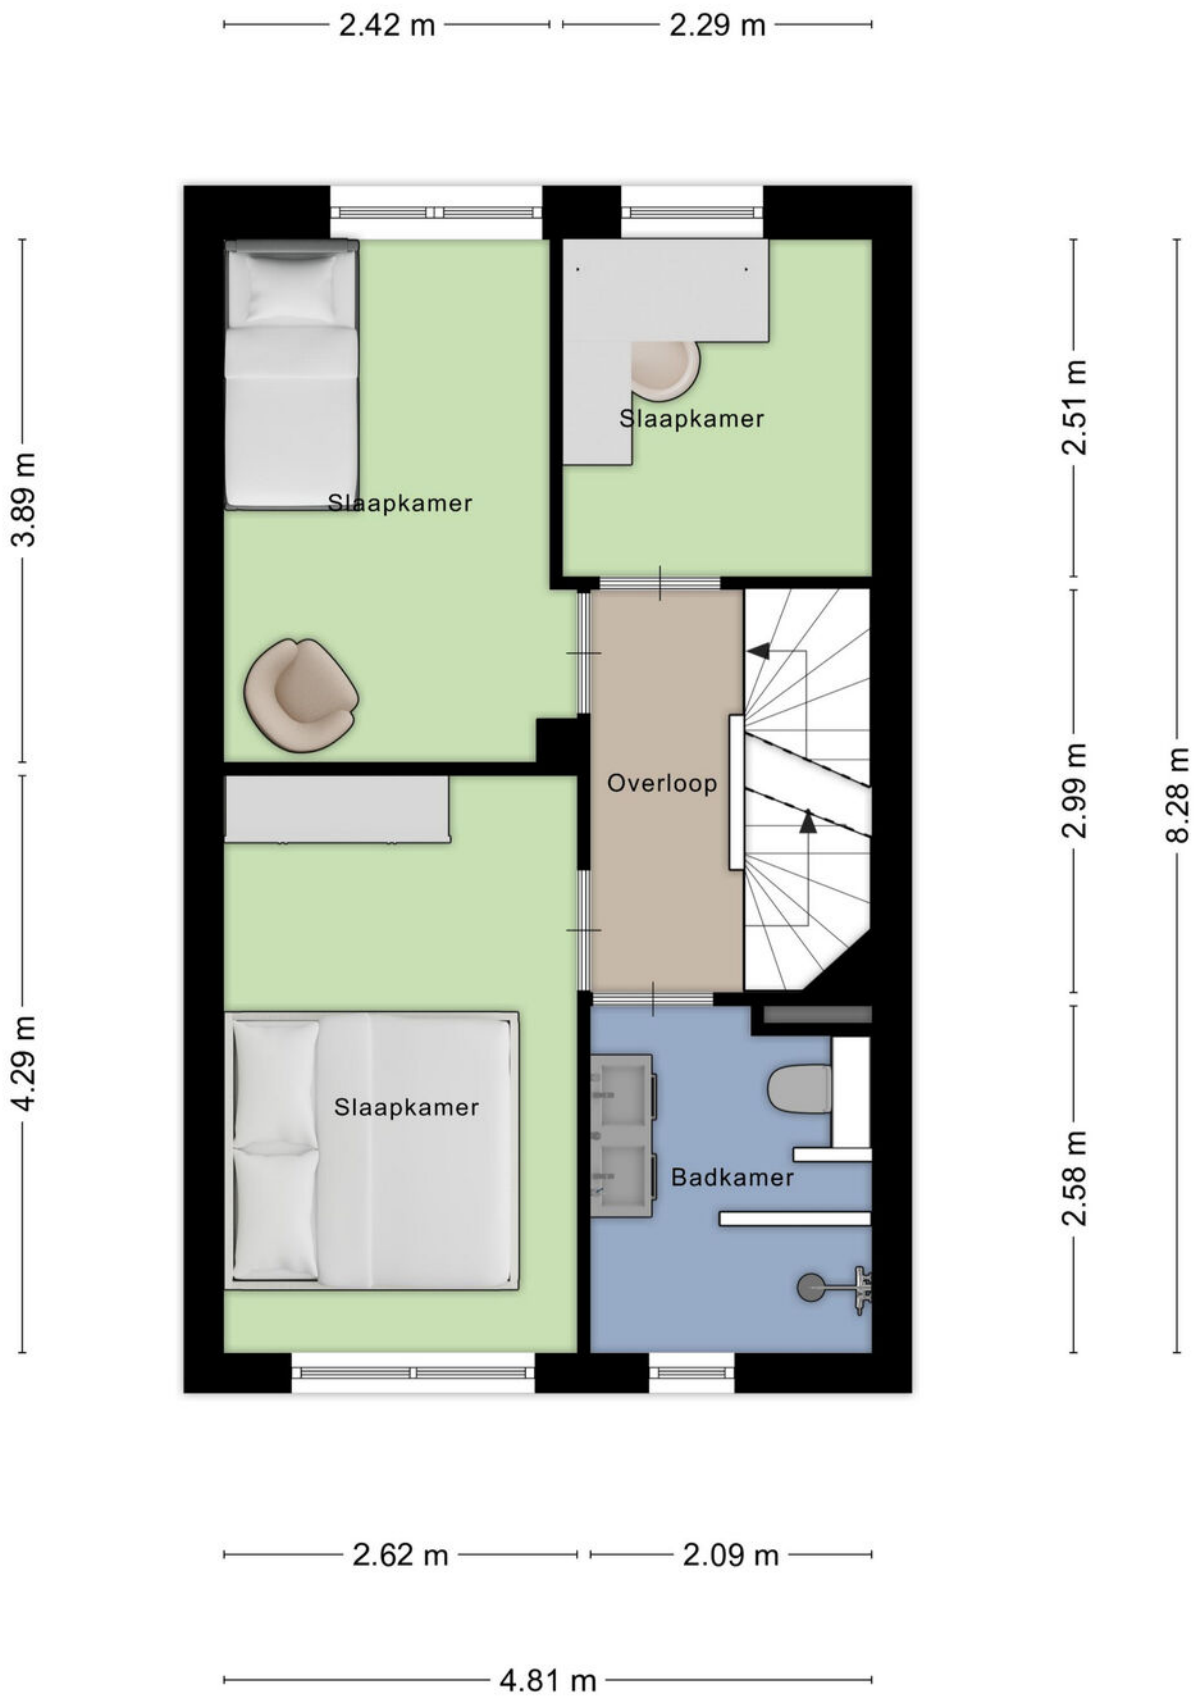 2.42 m
2.29 m
Slaapkamer
2.51 m
3.89 m
Slaapkamer
Overloop
2.99 m
8.28 m
4.29 m
Slaapkamer
Badkamer
2.58 m
2.62 m
2.09 m
4.81 m